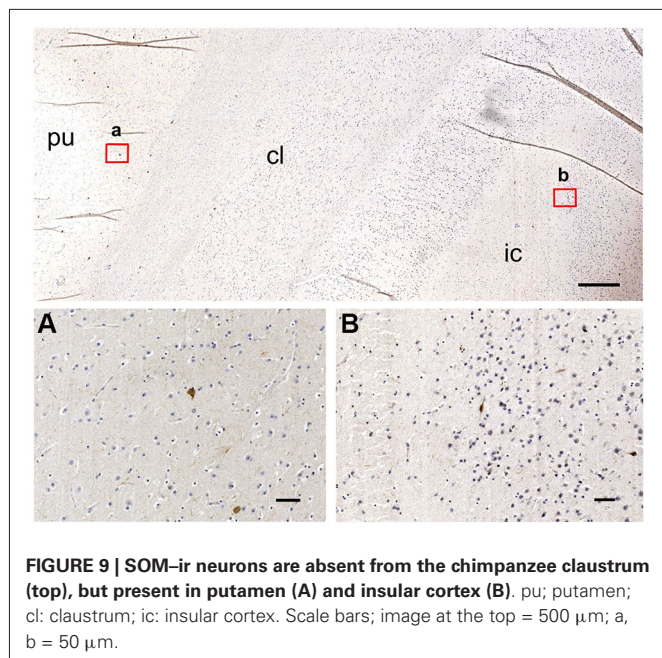 a
pu
cl
b
ic
A
B
FIGURE 9 | SOM–ir neurons are absent from the chimpanzee claustrum
(top), but present in putamen (A) and insular cortex (B). pu; putamen;
cl: claustrum; ic: insular cortex. Scale bars; image at the top = 500 μm; a,
b = 50 μm.